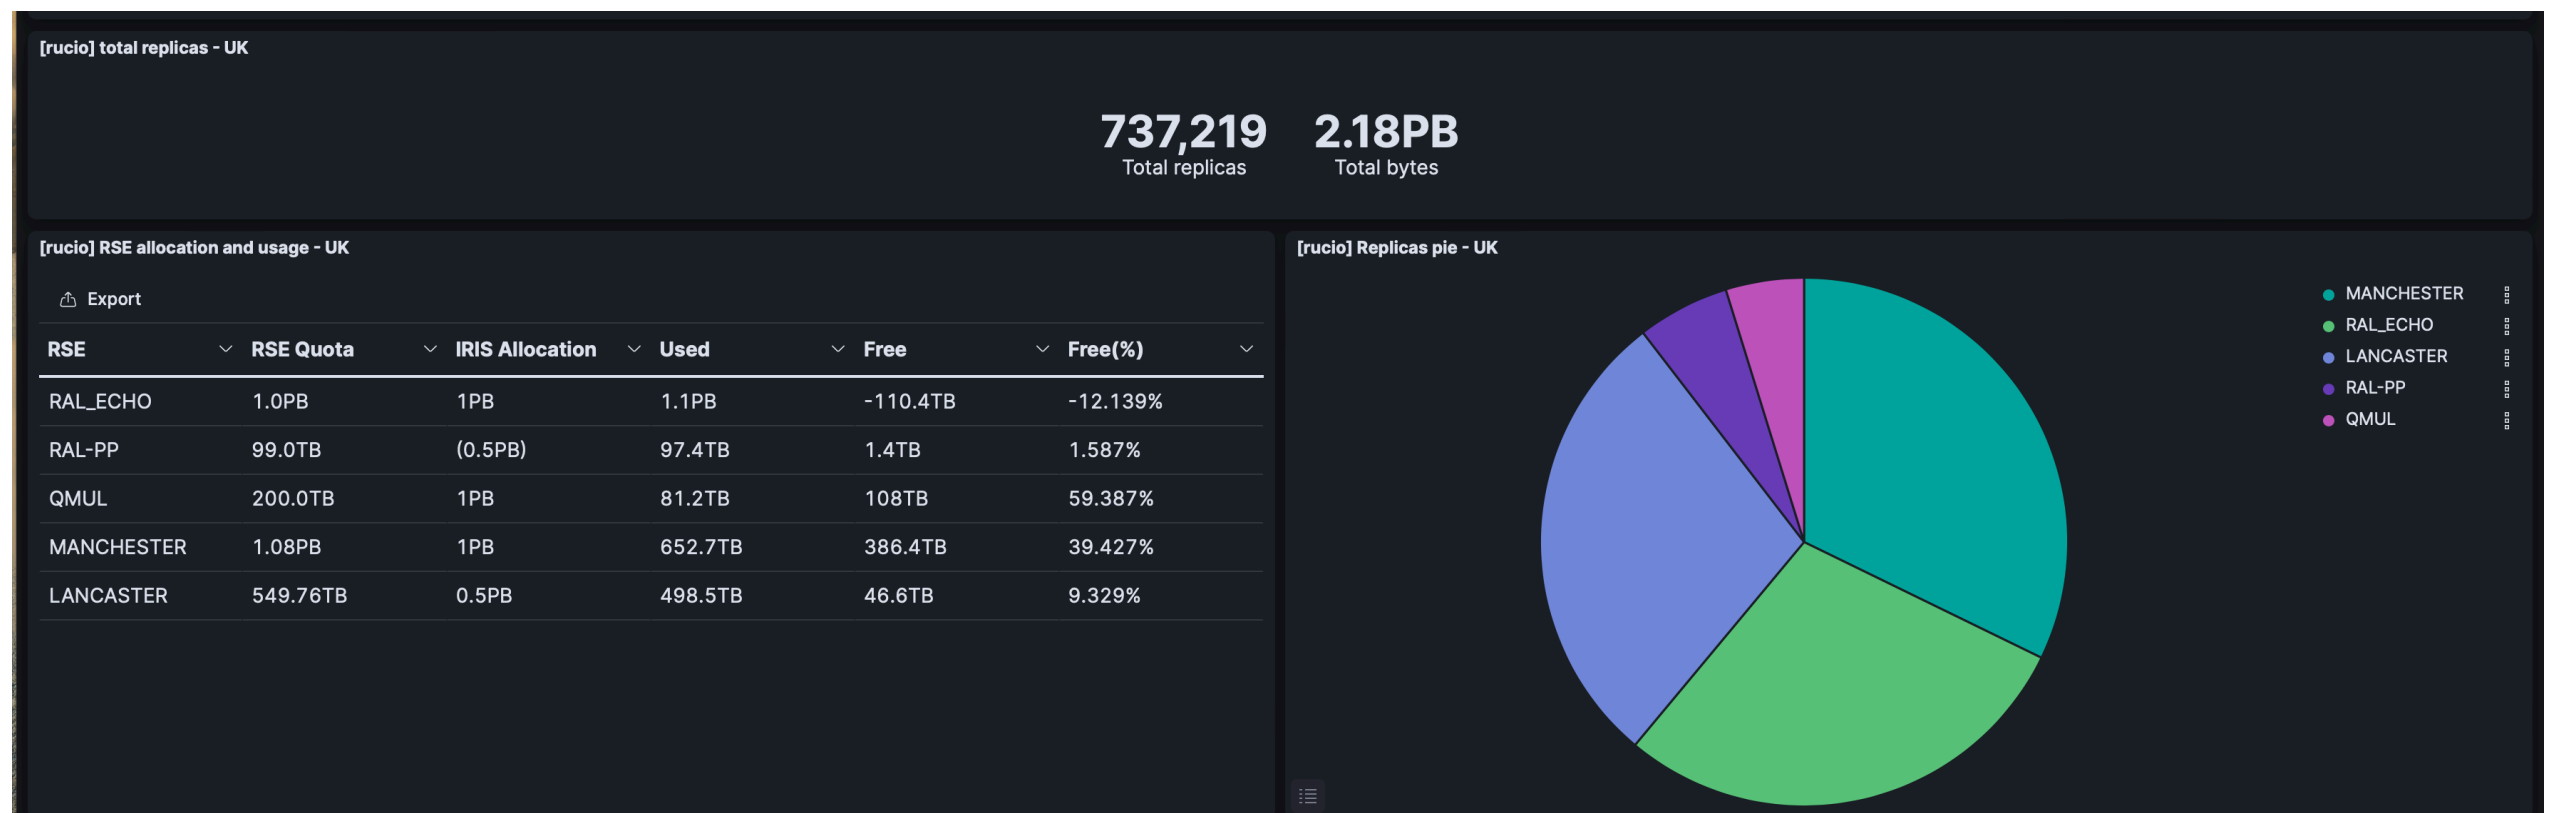 [rucio] total replicas - UK
737,219 2.18PB
Total replicas Total bytes
[rucio] RSE allocation and usage - UK
Export
RSE RSE Quota IRIS Allocation Used Free Free(%)
RAL_ECHO 1.0PB 1PB 1.1PB -110.4TB -12.139%
RAL-PP 99.0TB (0.5PB) 97.4TB 1.4TB 1.587%
QMUL 200.0TB 1PB 81.2TB 108TB 59.387%
MANCHESTER 1.08PB 1PB 652.7TB 386.4TB 39.427%
LANCASTER 549.76TB 0.5PB 498.5TB 46.6TB 9.329%
[rucio] Replicas pie - UK
MANCHESTER
RAL_ECHO
LANCASTER
RAL-PP
QMUL